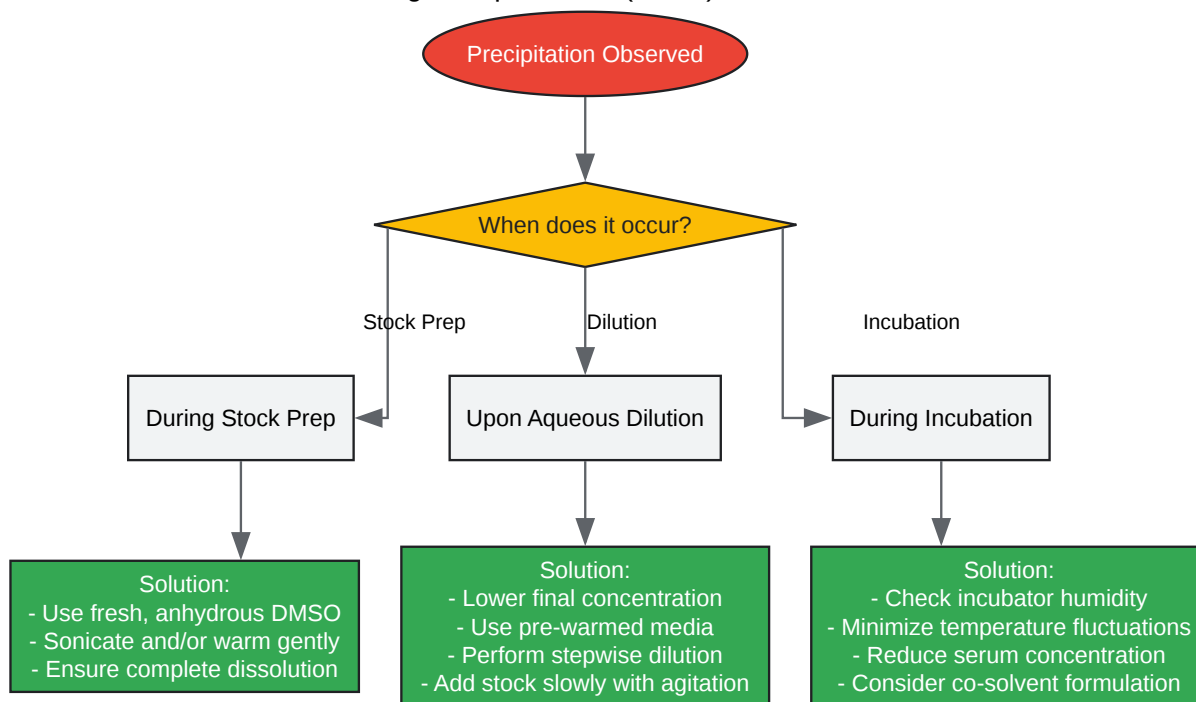 Precipitation Observed
When does it occur?
Stock Prep
Dilution
Incubation
During Stock Prep
Upon Aqueous Dilution
During Incubation
Solution:
- Use fresh, anhydrous DMSO
- Sonicate and/or warm gently
- Ensure complete dissolution
Solution:
- Lower final concentration
- Use pre-warmed media
- Perform stepwise dilution
- Add stock slowly with agitation
Solution:
- Check incubator humidity
- Minimize temperature fluctuations
- Reduce serum concentration
- Consider co-solvent formulation